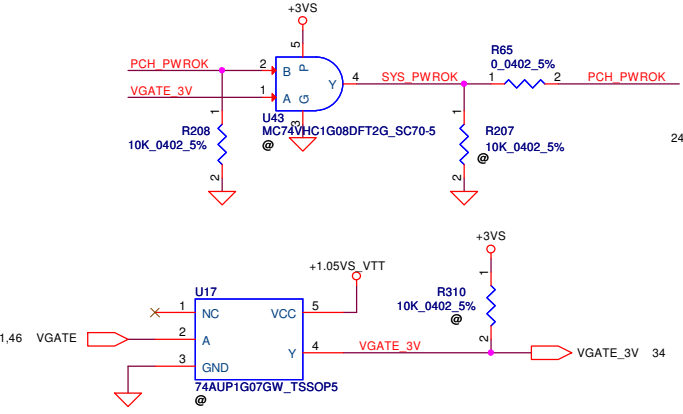 +3VS
5
P
PCH_PWROK
2
B
VGATE_3V
1
A
G
Y
4
SYS_PWROK
R65
0_0402_5%
1
2
PCH_PWROK
3
U43
MC74VHC1G08DFT2G_SC70-5
@
1
R208
10K_0402_5%
2
1
R207
10K_0402_5%
@
2
24
+3VS
+1.05VS_VTT
U17
1
NC
VCC
5
1,46
VGATE
2
A
3
GND
Y
4
VGATE_3V
74AUP1G07GW_TSSOP5
@
1
R310
10K_0402_5%
@
2
VGATE_3V
34